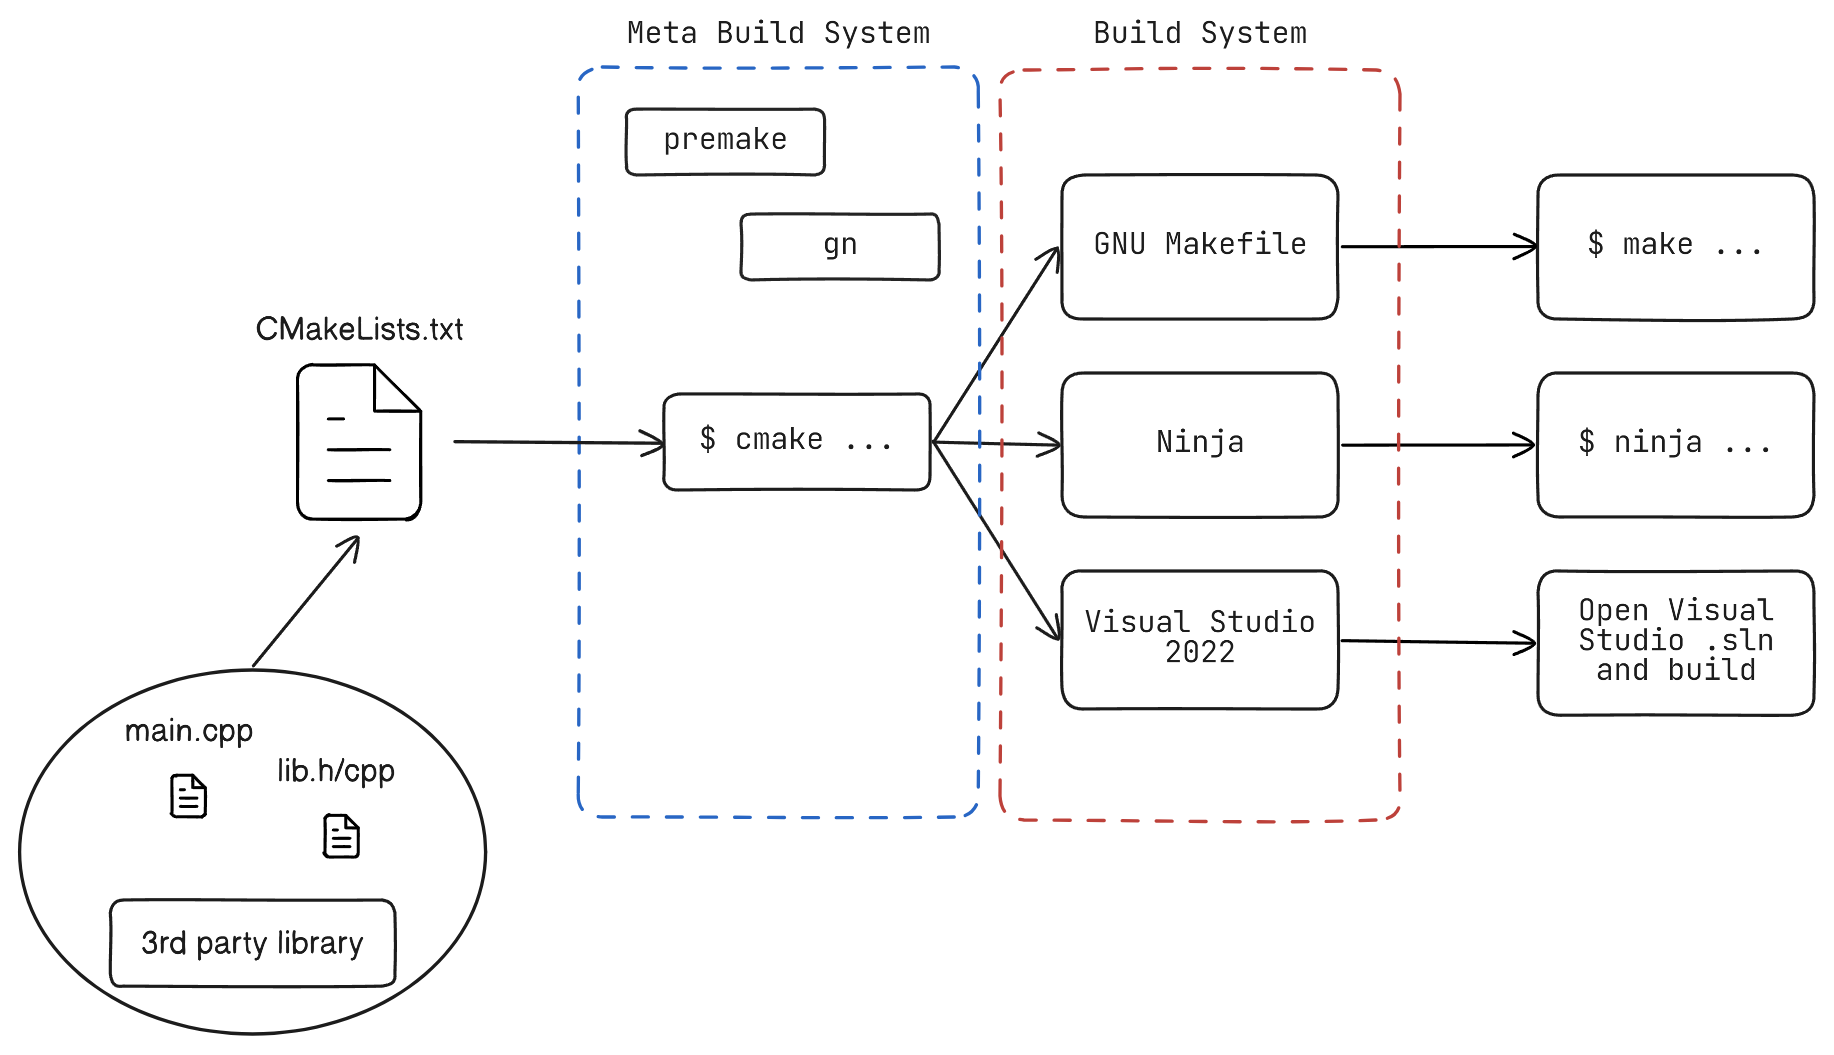 Meta Build System
Build System
premake
gn
CMakeLists.txt
$ cmake ...
GNU Makefile
$ make ...
Ninja
$ ninja ...
Visual Studio
2022
Open Visual
Studio .sln
and build
main.cpp
lib.h/cpp
3rd party library